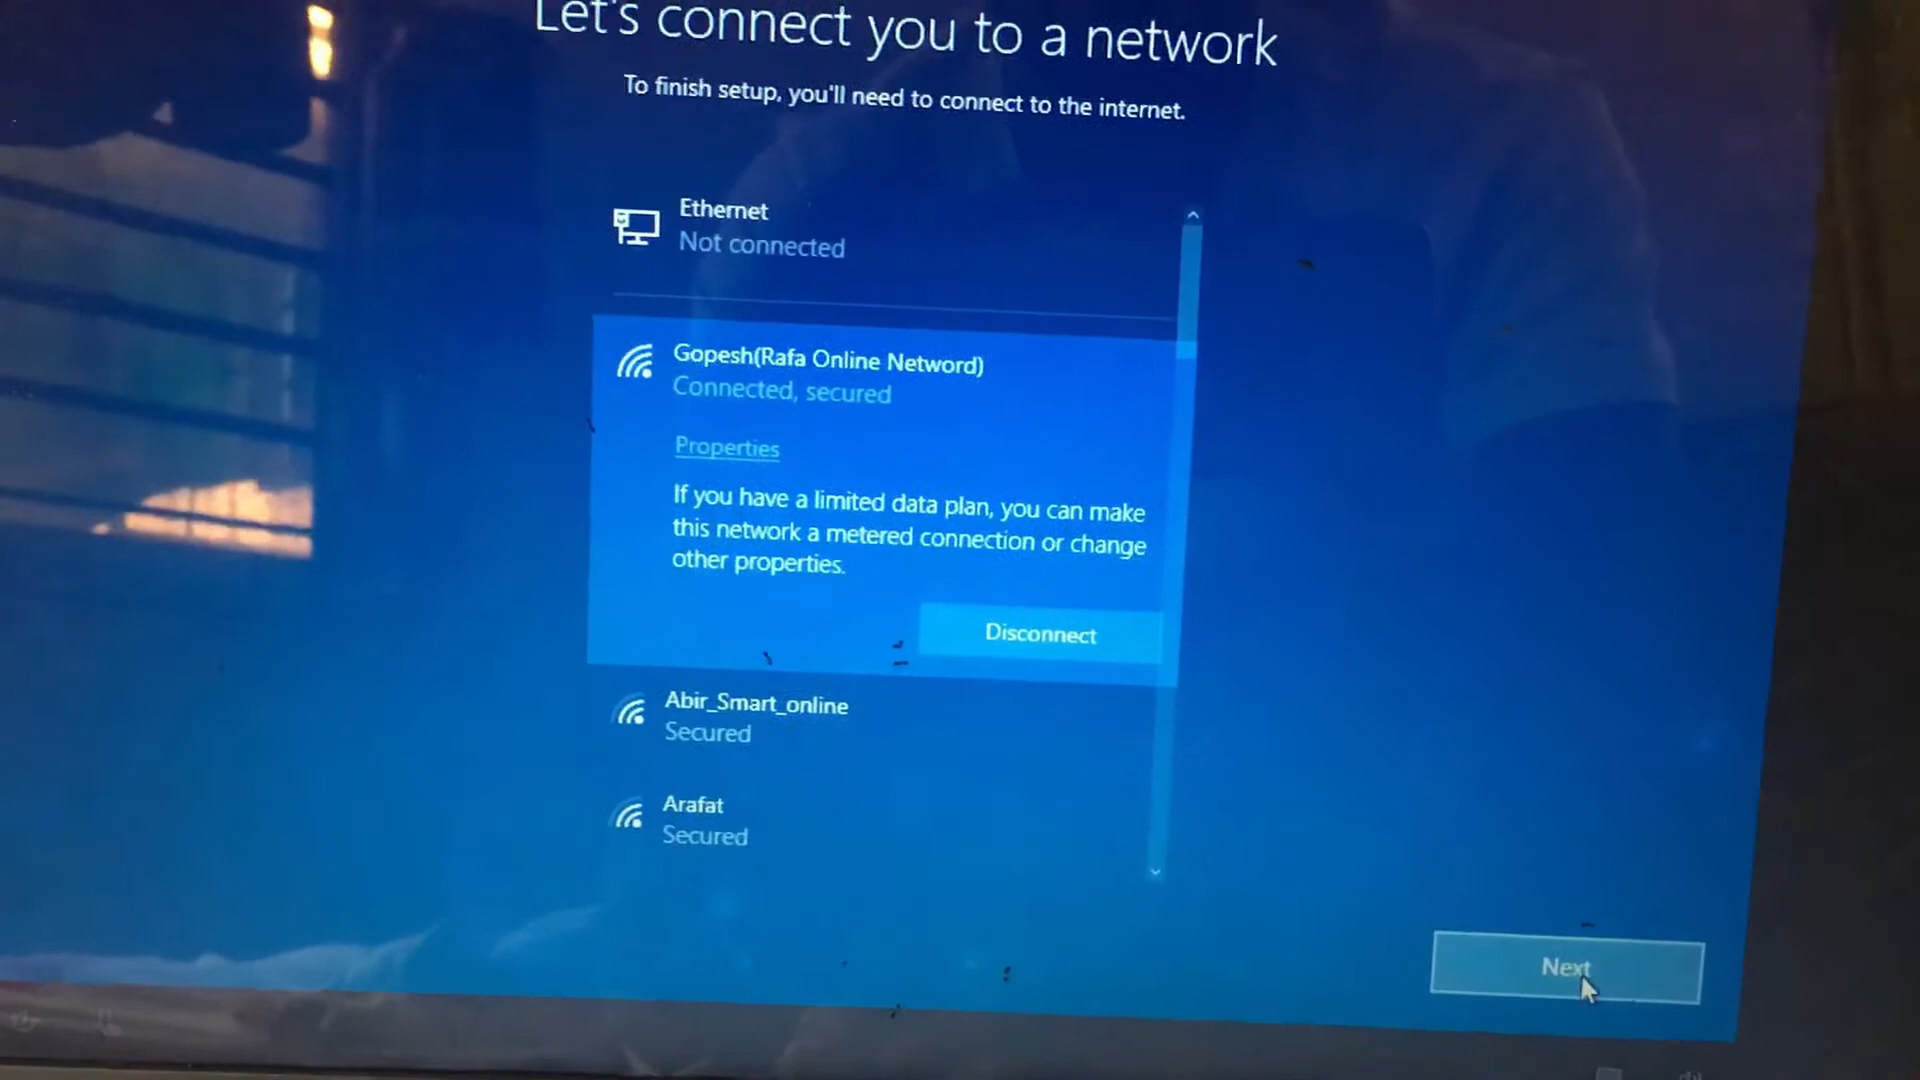 Let's connect you to a network
To finish setup, you'll need to connect to the internet.
Ethernet
Not connected
Gopesh(Rafa Online Netword)
Connected, secured
Properties
If you have a limited data plan, you can make
this network a metered connection or change
other properties.
Disconnect
Abir_Smart_online
Secured
Arafat
Secured
Next